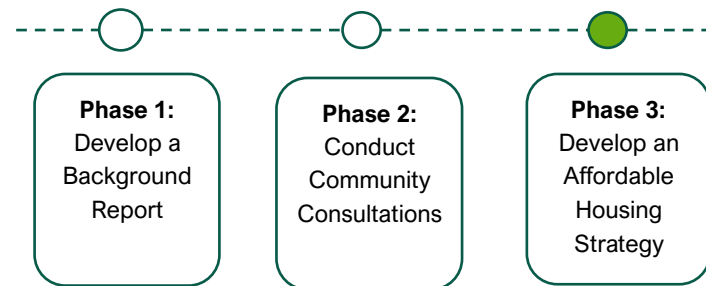 Phase 1:
Develop a
Background
Report
Phase 2:
Conduct
Community
Consultations
Phase 3:
Develop an
Affordable
Housing
Strategy